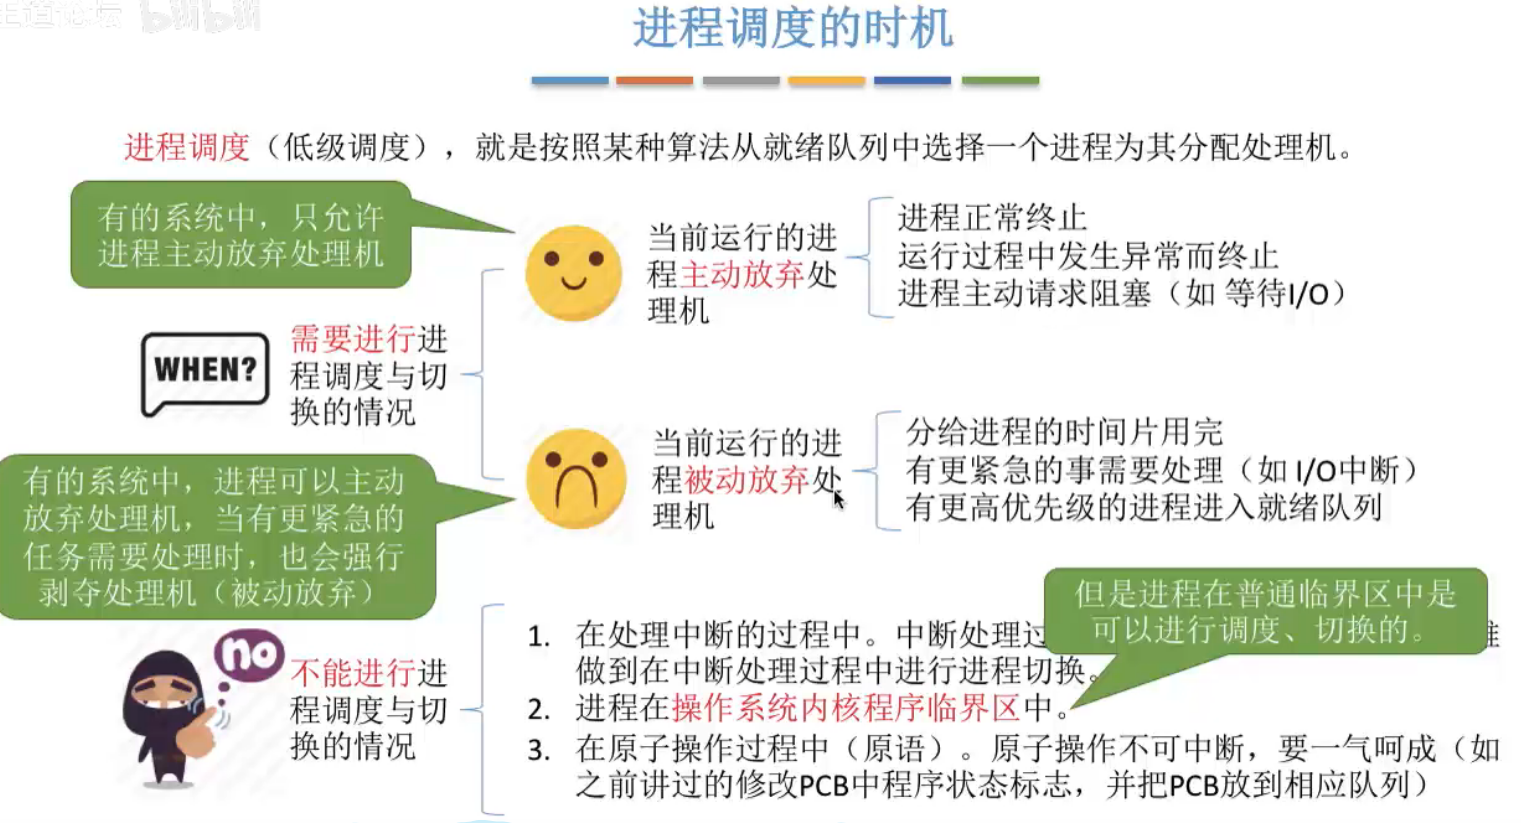 王道论坛 bilibili
进程调度的时机
进程调度（低级调度），就是按照某种算法从就绪队列中选择一个进程为其分配处理机。
有的系统中，只允许
进程主动放弃处理机
当前运行的进
程主动放弃处
理机
进程正常终止
运行过程中发生异常而终止
进程主动请求阻塞（如 等待I/O）
WHEN?
需要进行进
程调度与切
换的情况
当前运行的进
程被动放弃处
理机
分给进程的时间片用完
有更紧急的事需要处理（如 I/O中断）
有更高优先级的进程进入就绪队列
有的系统中，进程可以主动
放弃处理机，当有更紧急的
任务需要处理时，也会强行
剥夺处理机（被动放弃）
no
不能进行进
程调度与切
换的情况
但是进程在普通临界区中是
可以进行调度、切换的。
1. 在处理中断的过程中。中断处理过
做到在中断处理过程中进行进程切换。
2. 进程在操作系统内核程序临界区中。
3. 在原子操作过程中（原语）。原子操作不可中断，要一气呵成（如
之前讲过的修改PCB中程序状态标志，并把PCB放到相应队列）